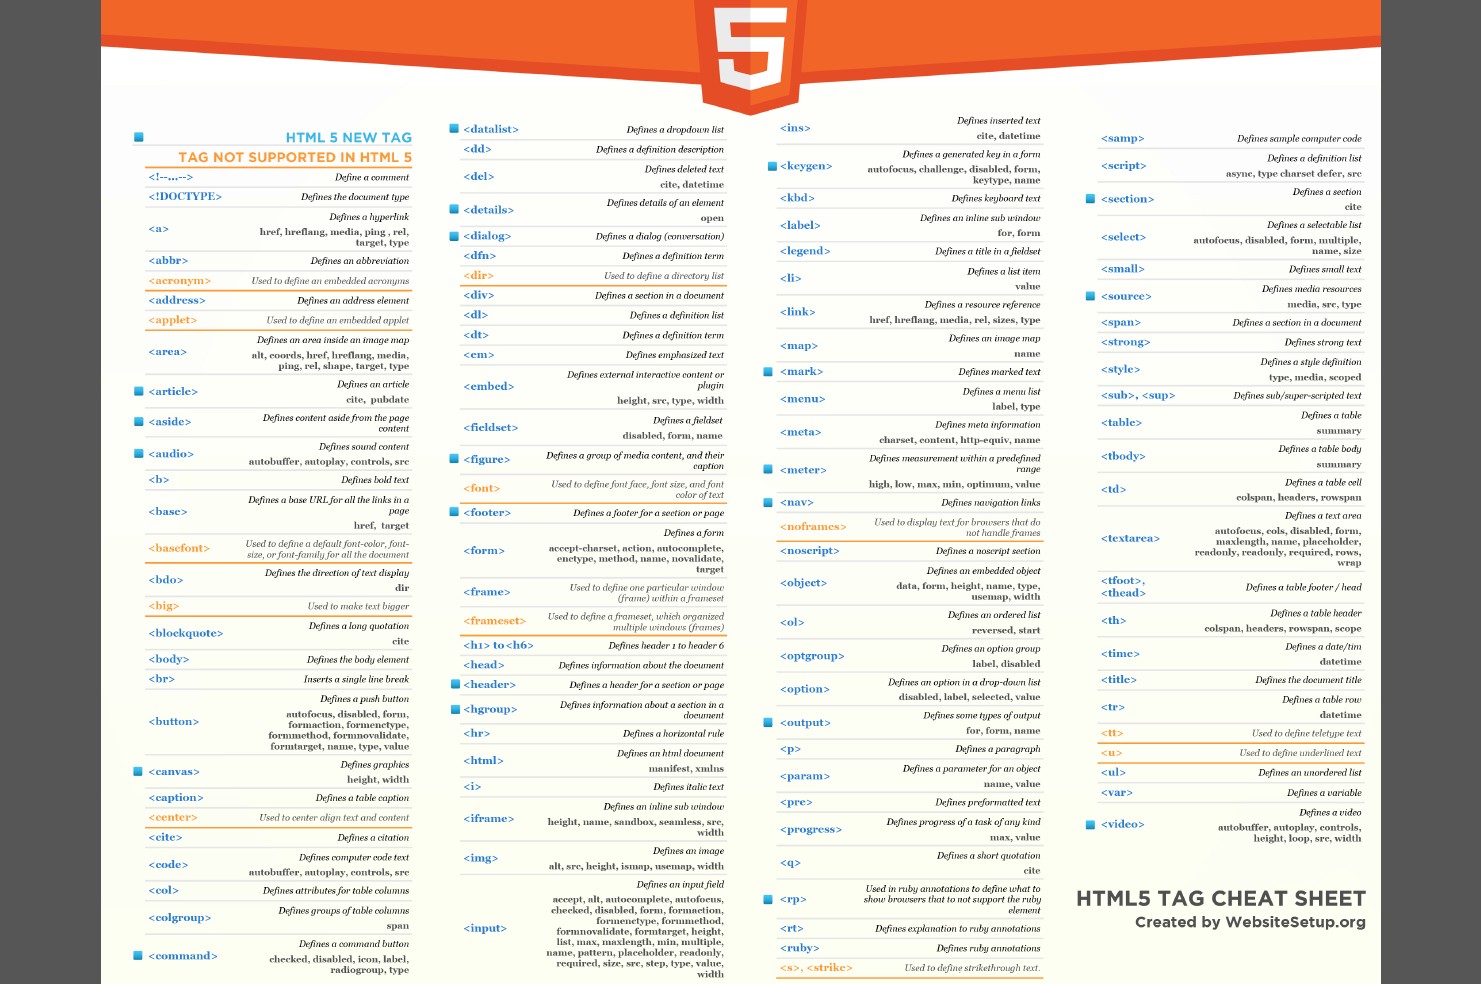 HTML 5 NEW TAG
TAG NOT SUPPORTED IN HTML 5
<!--...--> Define a comment
<!DOCTYPE> Defines the document type
<a> Defines a hyperlink
href, hreflang, media, ping , rel,
target, type
<abbr> Defines an abbreviation
<acronym> Used to define an embedded acronyms
<address> Defines an address element
<applet> Used to define an embedded applet
<area> Defines an area inside an image map
alt, coords, href, hreflang, media,
ping, rel, shape, target, type
<article> Defines an article
cite, pubdate
<aside> Defines content aside from the page
content
<audio> Defines sound content
autobuffer, autoplay, controls, src
<b> Defines bold text
<base> Defines a base URL for all the links in a
page
href, target
<basefont> Used to define a default font-color, font-
size, or font-family for all the document
<bdo> Defines the direction of text display
dir
<big> Used to make text bigger
<blockquote> Defines a long quotation
cite
<body> Defines the body element
<br> Inserts a single line break
<button> Defines a push button
autofocus, disabled, form,
formaction, formenctype,
formmethod, formnovalidate,
formtarget, name, type, value
<canvas> Defines graphics
height, width
<caption> Defines a table caption
<center> Used to center align text and content
<cite> Defines a citation
<code> Defines computer code text
autobuffer, autoplay, controls, src
<col> Defines attributes for table columns
<colgroup> Defines groups of table columns
span
<command> Defines a command button
checked, disabled, icon, label,
radiogroup, type
<datalist> Defines a dropdown list
<dd> Defines a definition description
<del> Defines deleted text
cite, datetime
<details> Defines details of an element
open
<dialog> Defines a dialog (conversation)
<dfn> Defines a definition term
<dir> Used to define a directory list
<div> Defines a section in a document
<dl> Defines a definition list
<dt> Defines a definition term
<em> Defines emphasized text
<embed> Defines external interactive content or
plugin
height, src, type, width
<fieldset> Defines a fieldset
disabled, form, name
<figure> Defines a group of media content, and their
caption
<font> Used to define font face, font size, and font
color of text
<footer> Defines a footer for a section or page
<form> Defines a form
accept-charset, action, autocomplete,
enctype, method, name, novalidate,
target
<frame> Used to define one particular window
(frame) within a frameset
<frameset> Used to define a frameset, which organized
multiple windows (frames)
<h1> to <h6> Defines header 1 to header 6
<head> Defines information about the document
<header> Defines a header for a section or page
<hgroup> Defines information about a section in a
document
<hr> Defines a horizontal rule
<html> Defines an html document
manifest, xmlns
<i> Defines italic text
<iframe> Defines an inline sub window
height, name, sandbox, seamless, src,
width
<img> Defines an image
alt, src, height, ismap, usemap, width
<input> Defines an input field
accept, alt, autocomplete, autofocus,
checked, disabled, form, formaction,
formenctype, formmethod,
formnovalidate, formtarget, height,
list, max, maxlength, min, multiple,
name, pattern, placeholder, readonly,
required, size, src, step, type, value,
width
<ins> Defines inserted text
cite, datetime
<keygen> Defines a generated key in a form
autofocus, challenge, disabled, form,
keytype, name
<kbd> Defines keyboard text
<label> Defines an inline sub window
for, form
<legend> Defines a title in a fieldset
<li> Defines a list item
value
<link> Defines a resource reference
href, hreflang, media, rel, sizes, type
<map> Defines an image map
name
<mark> Defines marked text
<menu> Defines a menu list
label, type
<meta> Defines meta information
charset, content, http-equiv, name
<meter> Defines measurement within a predefined
range
high, low, max, min, optimum, value
<nav> Defines navigation links
<noframes> Used to display text for browsers that do
not handle frames
<noscript> Defines a noscript section
<object> Defines an embedded object
data, form, height, name, type,
usemap, width
<ol> Defines an ordered list
reversed, start
<optgroup> Defines an option group
label, disabled
<option> Defines an option in a drop-down list
disabled, label, selected, value
<output> Defines some types of output
for, form, name
<p> Defines a paragraph
<param> Defines a parameter for an object
name, value
<pre> Defines preformatted text
<progress> Defines progress of a task of any kind
max, value
<q> Defines a short quotation
cite
<rp> Used in ruby annotations to define what to
show browsers that to not support the ruby
element
<rt> Defines explanation to ruby annotations
<ruby> Defines ruby annotations
<s>, <strike> Used to define strikethrough text.
<samp> Defines sample computer code
<script> Defines a definition list
async, type charset defer, src
<section> Defines a section
cite
<select> Defines a selectable list
autofocus, disabled, form, multiple,
name, size
<small> Defines small text
<source> Defines media resources
media, src, type
<span> Defines a section in a document
<strong> Defines strong text
<style> Defines a style definition
type, media, scoped
<sub>, <sup> Defines sub/super-scripted text
<table> Defines a table
summary
<tbody> Defines a table body
summary
<td> Defines a table cell
colspan, headers, rowspan
<textarea> Defines a text area
autofocus, cols, disabled, form,
maxlength, name, placeholder,
readonly, readonly, required, rows,
wrap
<tfoot>,
<thead> Defines a table footer / head
<th> Defines a table header
colspan, headers, rowspan, scope
<time> Defines a date/tim
datetime
<title> Defines the document title
<tr> Defines a table row
datetime
<tt> Used to define teletype text
<u> Used to define underlined text
<ul> Defines an unordered list
<var> Defines a variable
<video> Defines a video
autobuffer, autoplay, controls,
height, loop, src, width
HTML5 TAG CHEAT SHEET
Created by WebsiteSetup.org